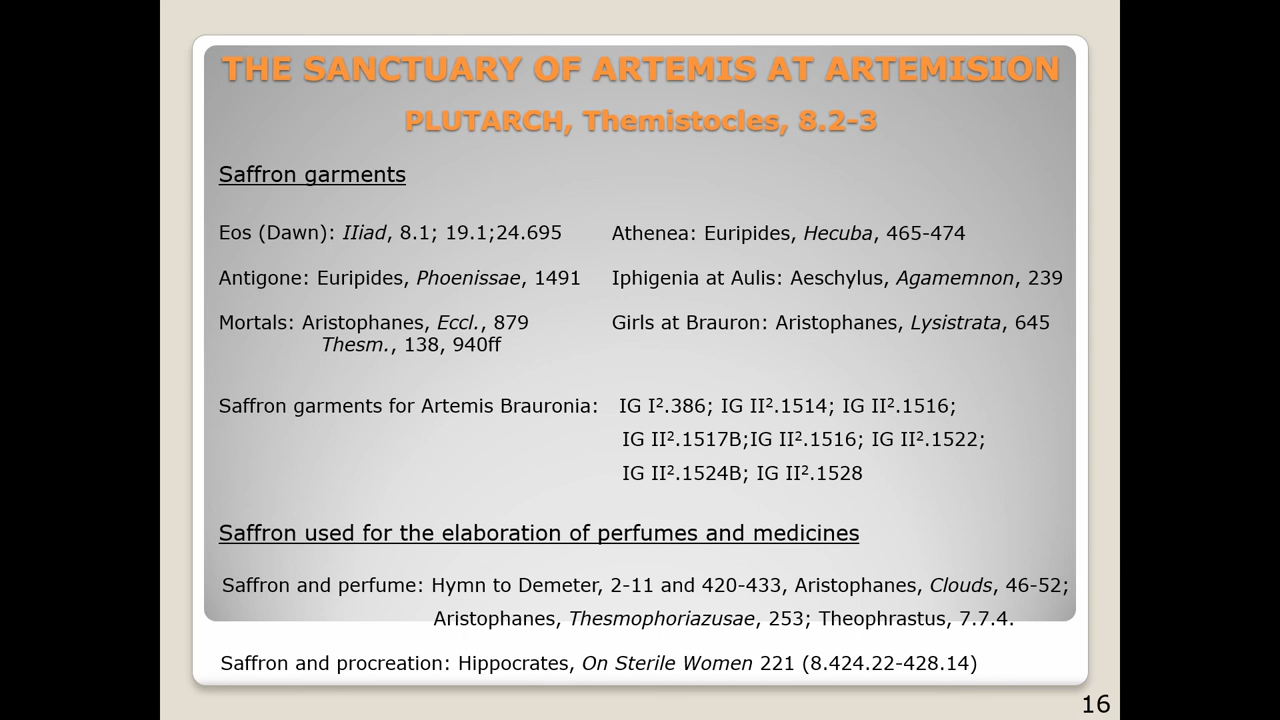 THE SANCTUARY OF ARTEMIS AT ARTEMISION
PLUTARCH, Themistocles, 8.2-3
Saffron garments
Eos (Dawn): IIiad, 8.1; 19.1;24.695
Athenea: Euripides, Hecuba, 465-474
Antigone: Euripides, Phoenissae, 1491
Iphigenia at Aulis: Aeschylus, Agamemnon, 239
Mortals: Aristophanes, Eccl., 879
Thesm., 138, 940ff
Girls at Brauron: Aristophanes, Lysistrata, 645
Saffron garments for Artemis Brauronia: IG I².386; IG II².1514; IG II².1516;
IG II².1517B;IG II².1516; IG II².1522;
IG II².1524B; IG II².1528
Saffron used for the elaboration of perfumes and medicines
Saffron and perfume: Hymn to Demeter, 2-11 and 420-433, Aristophanes, Clouds, 46-52;
Aristophanes, Thesmophoriazusae, 253; Theophrastus, 7.7.4.
Saffron and procreation: Hippocrates, On Sterile Women 221 (8.424.22-428.14)
16